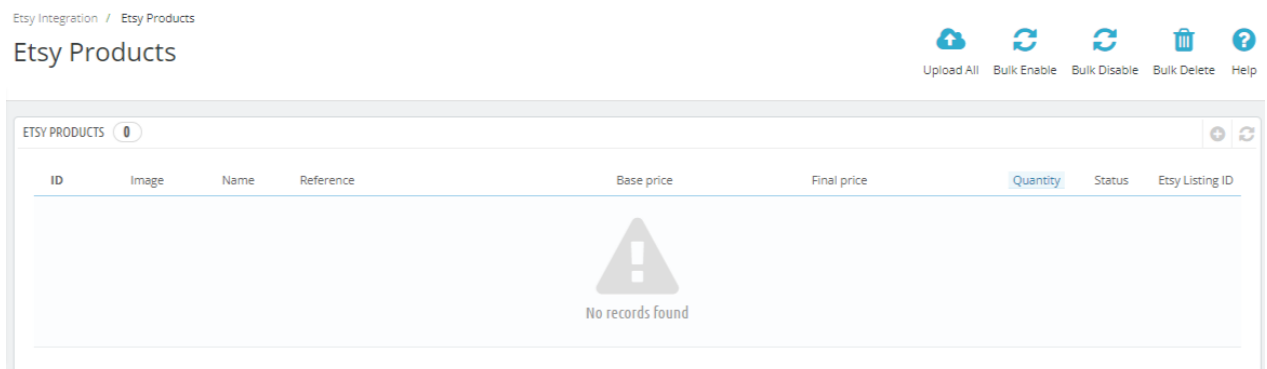 Etsy Integration / Etsy Products
Etsy Products
Upload All Bulk Enable Bulk Disable Bulk Delete Help
ETSY PRODUCTS 0
ID Image Name Reference Base price Final price Quantity Status Etsy Listing ID
No records found